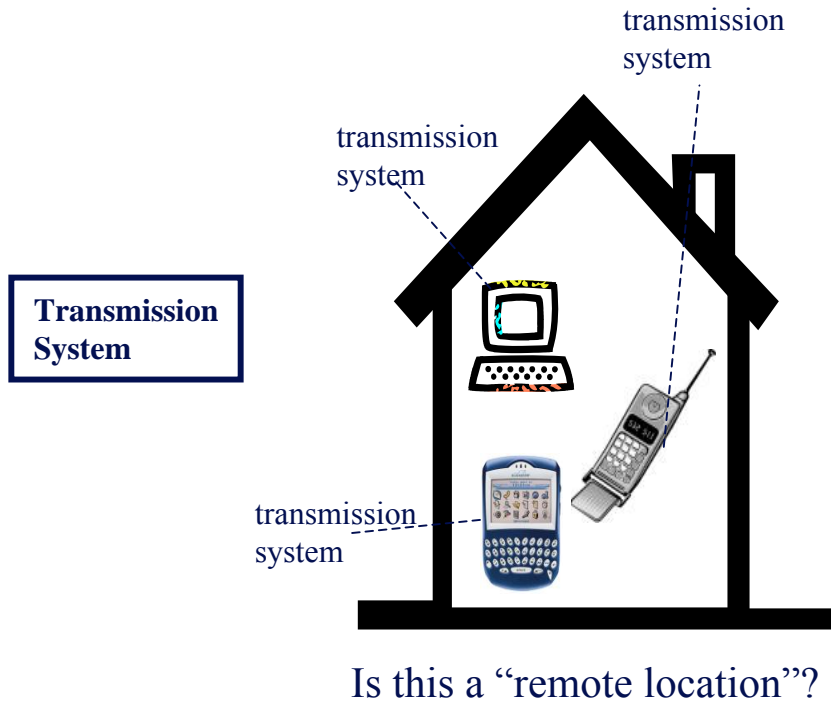 transmission
system
transmission
system
Transmission
System
transmission
system
Is this a “remote location”?